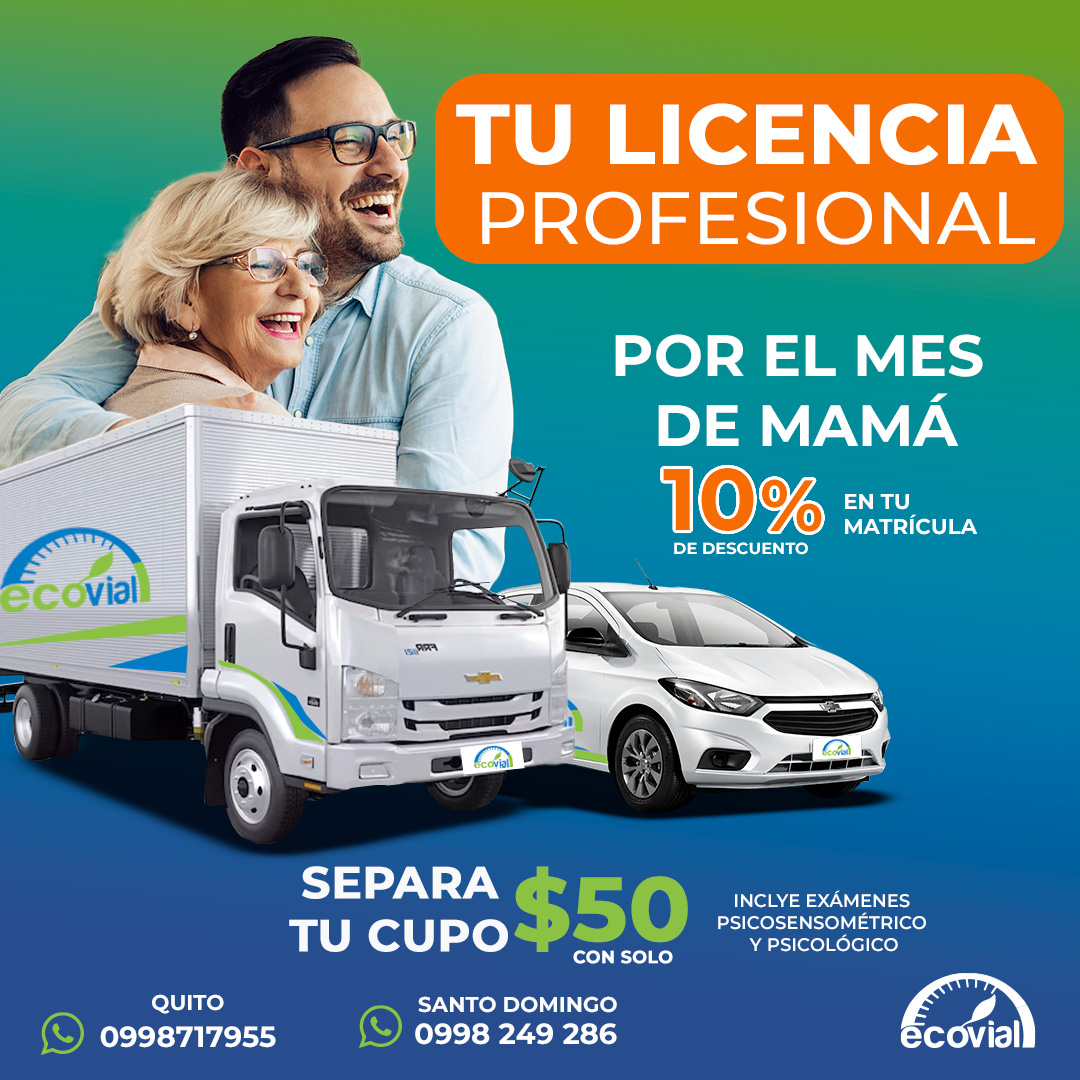 TU LICENCIA
PROFESIONAL
POR EL MES
DE MAMÁ
10%
DE DESCUENTO
EN TU
MATRÍCULA
ecovial
FRR
ecovial
ecovial
SEPARA
TU CUPO
$50
CON SOLO
INCLYE EXÁMENES
PSICOSENSOMÉTRICO
Y PSICOLÓGICO
QUITO
0998717955
SANTO DOMINGO
0998 249 286
ecovial